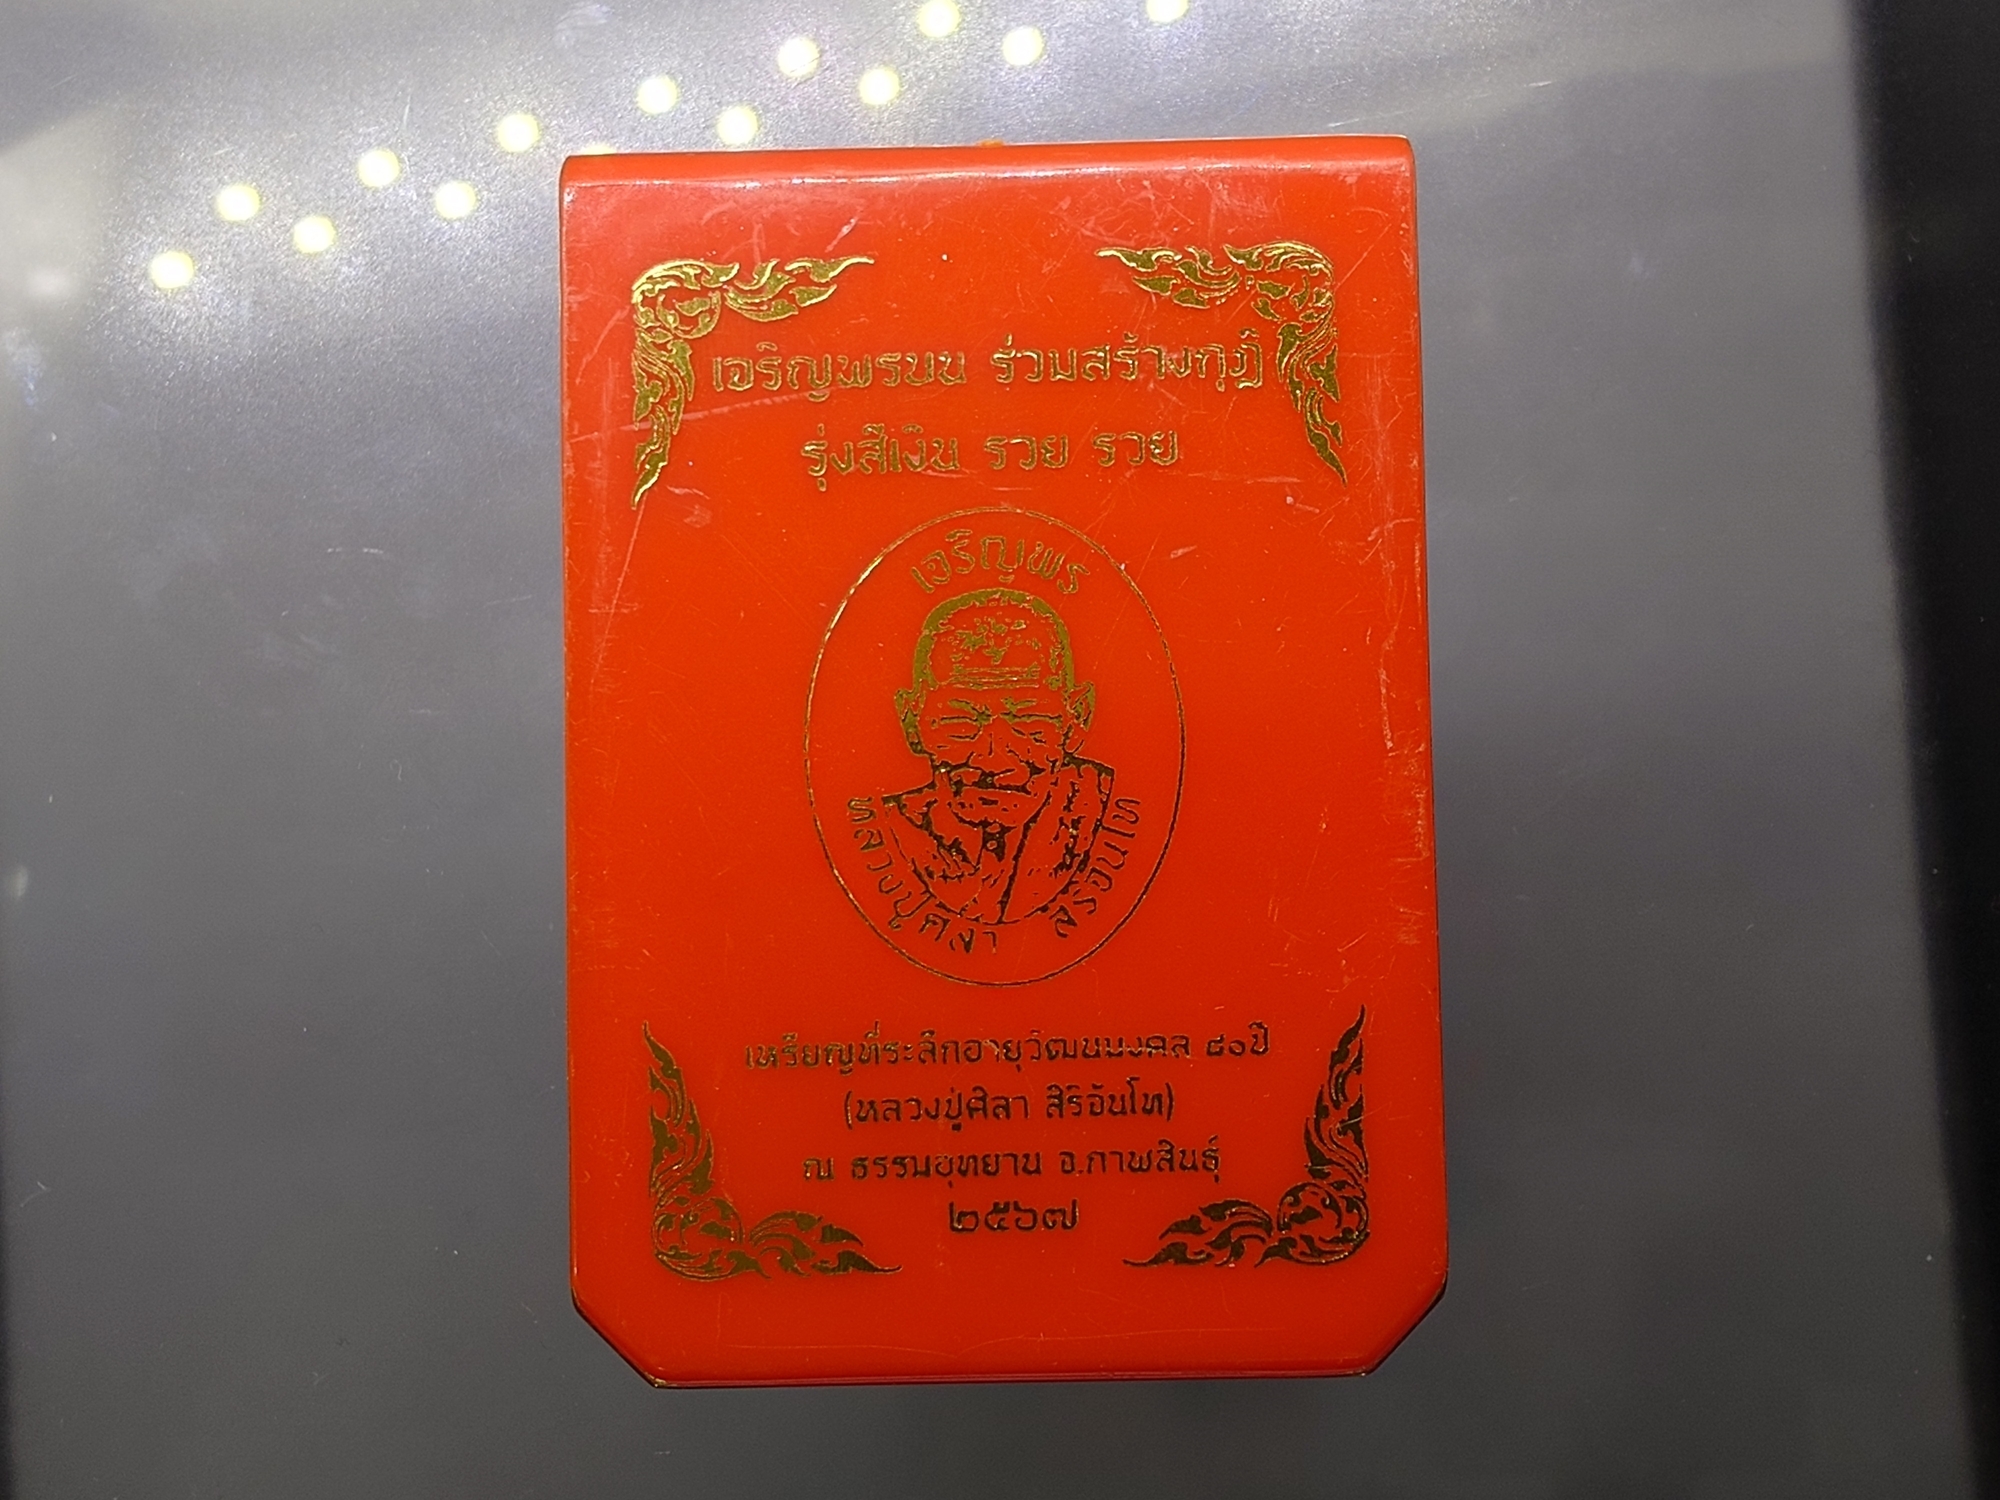 เจริญพรบน ร่วมสร้างกุฏิ
รุ่งสีเงิน รวย รวย
เจริญพร
หลวงปู่ศิลา สิริจันโท
เหรียญที่ระลึกอายุวัฒนมงคล ๘๐ปี
(หลวงปู่ศิลา สิริจันโท)
ณ ธรรมอุทยาน จ.กาฬสินธุ์
๒๕๖๗